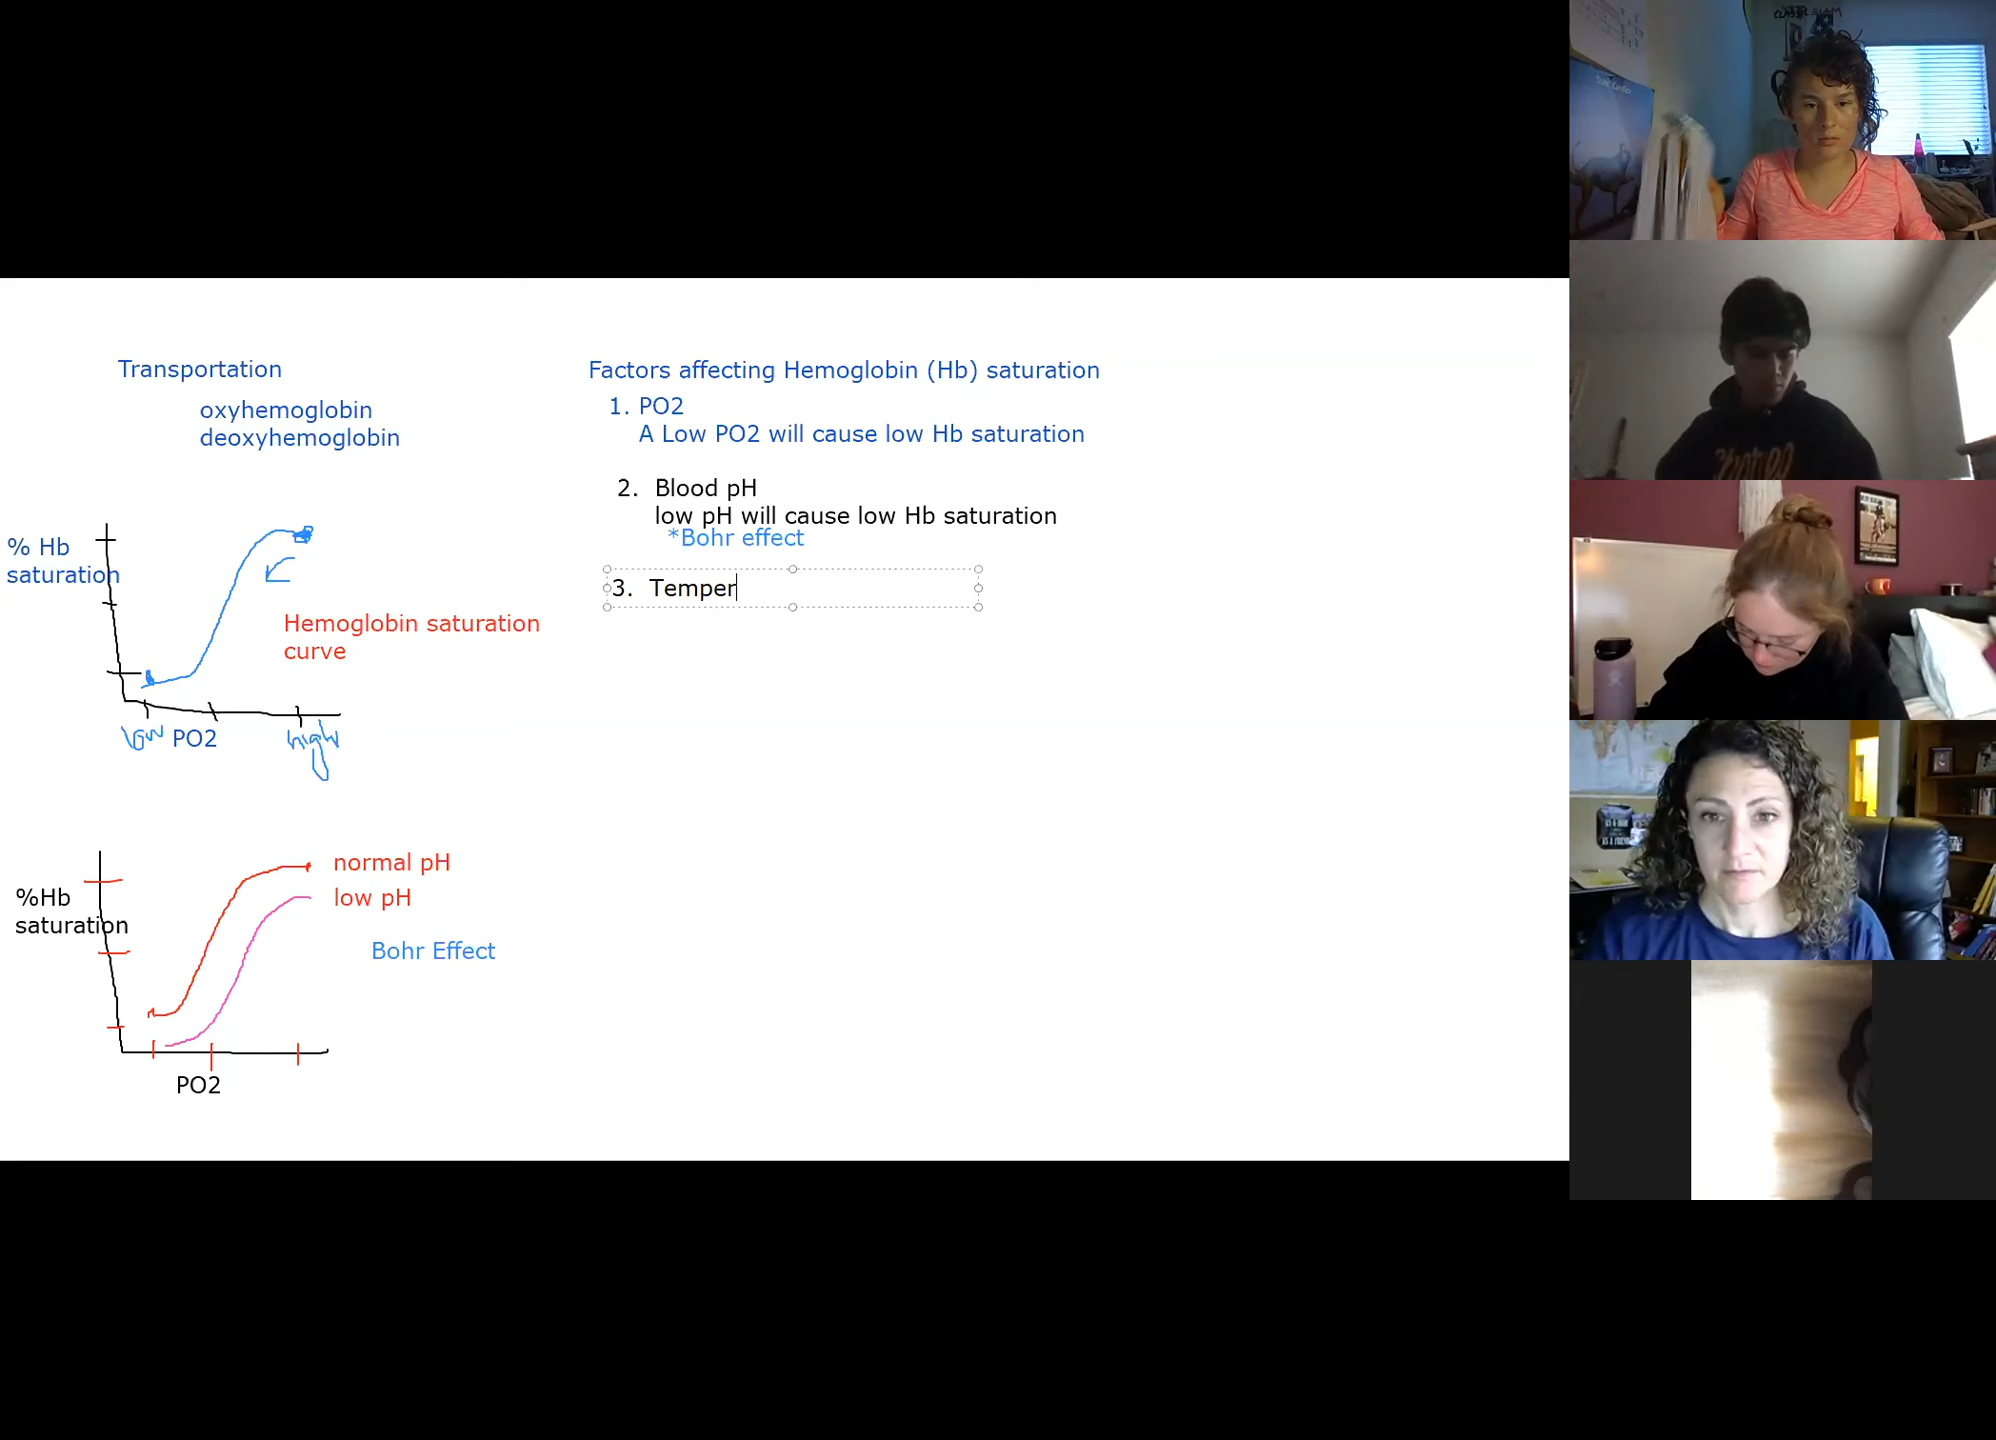 Transportation
oxyhemoglobin
deoxyhemoglobin
% Hb
saturation
Hemoglobin saturation
curve
low PO2 high
normal pH
low pH
%Hb
saturation
Bohr Effect
PO2
Factors affecting Hemoglobin (Hb) saturation
1. PO2
A Low PO2 will cause low Hb saturation
2. Blood pH
low pH will cause low Hb saturation
*Bohr effect
3. Temper